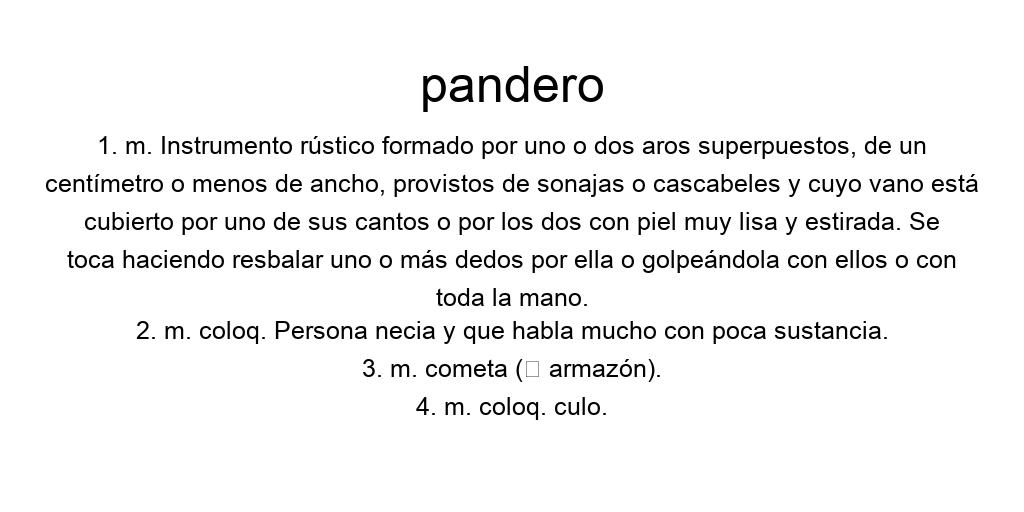 pandero
1. m. Instrumento rústico formado por uno o dos aros superpuestos, de un
centímetro o menos de ancho, provistos de sonajas o cascabeles y cuyo vano está
cubierto por uno de sus cantos o por los dos con piel muy lisa y estirada. Se
toca haciendo resbalar uno o más dedos por ella o golpeándola con ellos o con
toda la mano.
2. m. coloq. Persona necia y que habla mucho con poca sustancia.
3. m. cometa (▯ armazón).
4. m. coloq. culo.